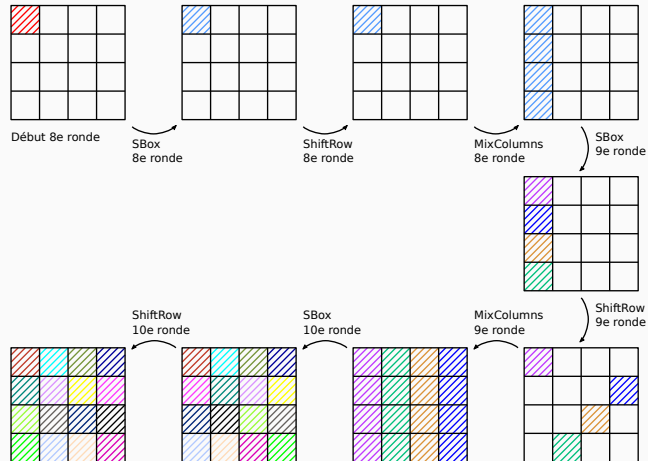 Début 8e ronde
SBox
8e ronde
ShiftRow
8e ronde
MixColumns
8e ronde
SBox
9e ronde
ShiftRow
9e ronde
MixColumns
9e ronde
SBox
10e ronde
ShiftRow
10e ronde